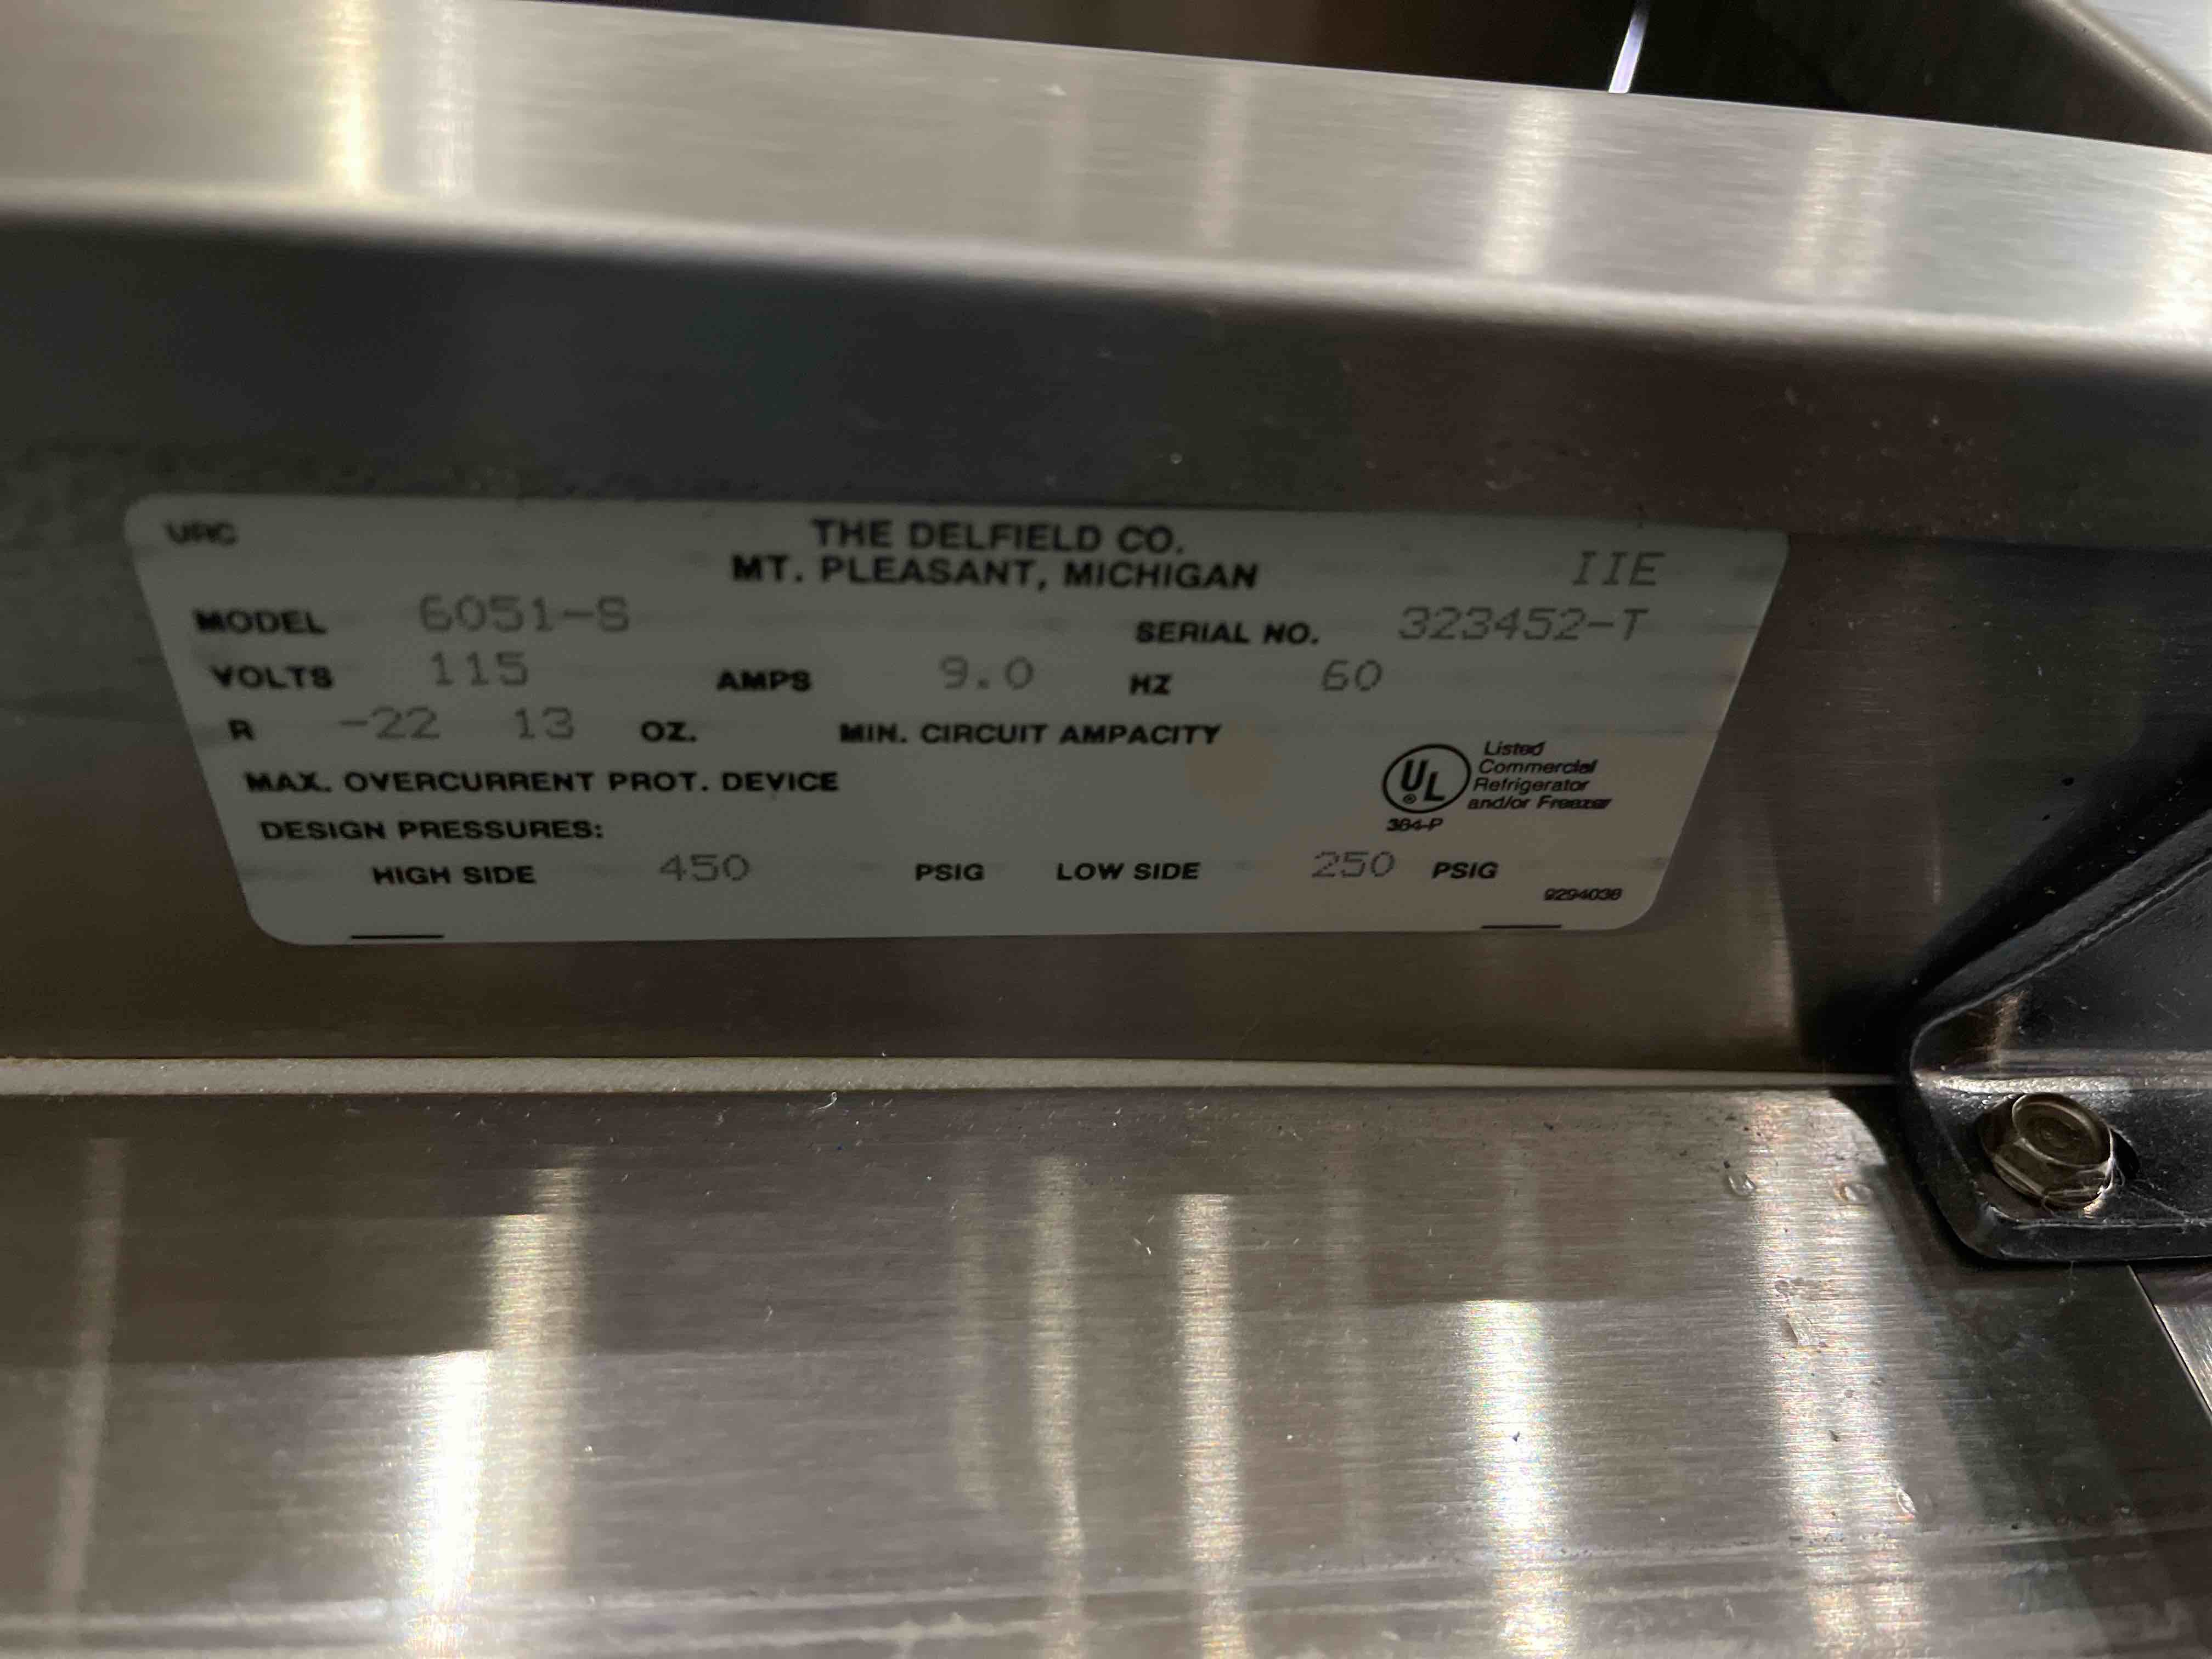 URC
THE DELFIELD CO.
MT. PLEASANT, MICHIGAN
IIE
MODEL 6051-S SERIAL NO. 323452-T
VOLTS 115 AMPS 9.0 HZ 60
R -22 13 OZ. MIN. CIRCUIT AMPACITY
MAX. OVERCURRENT PROT. DEVICE
UL ®
Listed
Commercial
Refrigerator
and/or Freezer
384-P
DESIGN PRESSURES:
HIGH SIDE 450 PSIG LOW SIDE 250 PSIG
9294038